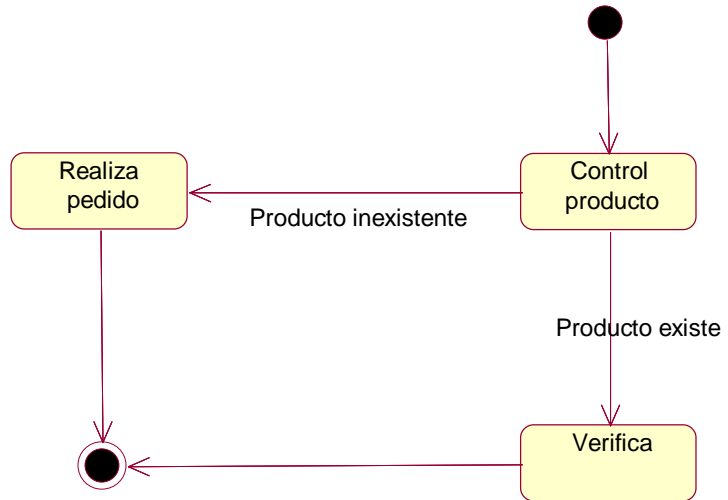 Realiza
pedido
Control
producto
Producto inexistente
Producto existe
Verifica